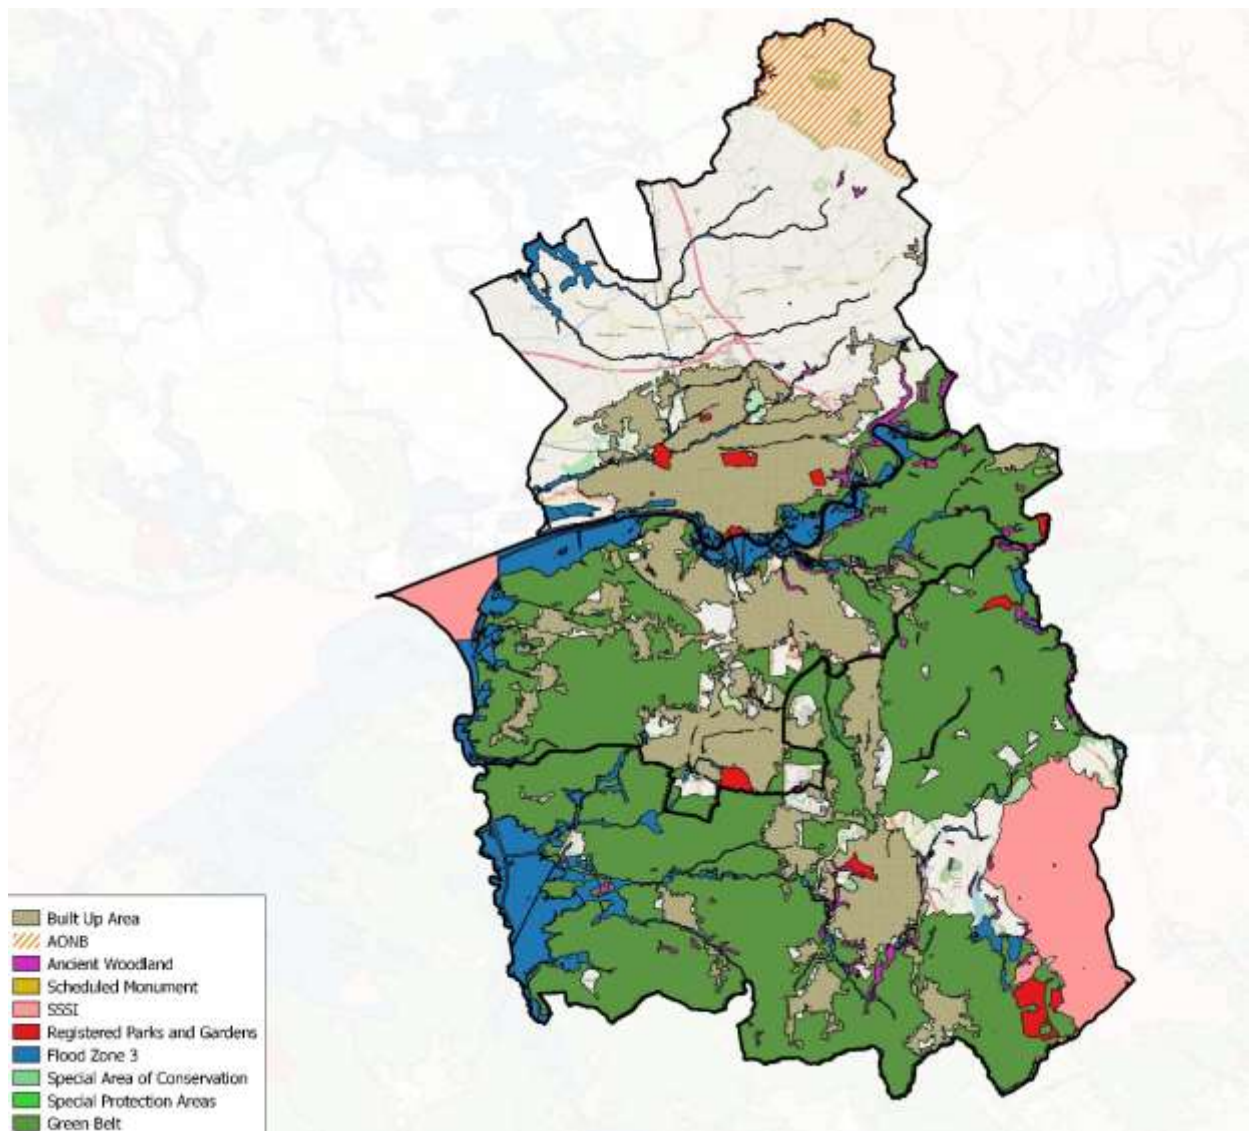 Built Up Area
AONB
Ancient Woodland
Scheduled Monument
SSSI
Registered Parks and Gardens
Flood Zone 3
Special Area of Conservation
Special Protection Areas
Green Belt